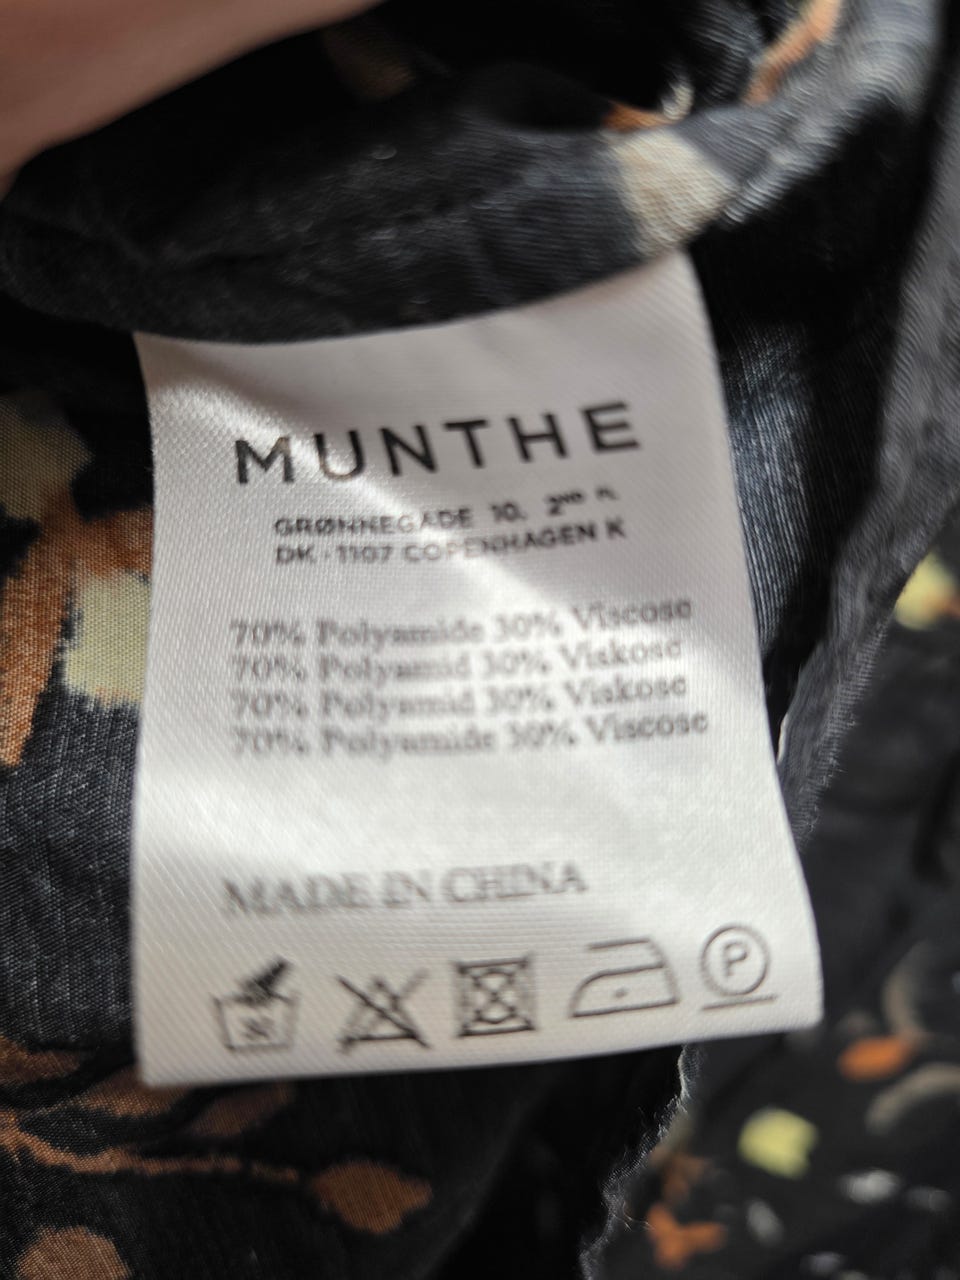 MUNTHE
GRØNNEGADE 10, 2ND FL
DK - 1107 COPENHAGEN K
70% Polyamide 30% Viscose
70% Polyamid 30% Viskose
70% Polyamid 30% Viskose
70% Polyamide 30% Viscose
MADE IN CHINA
30
P